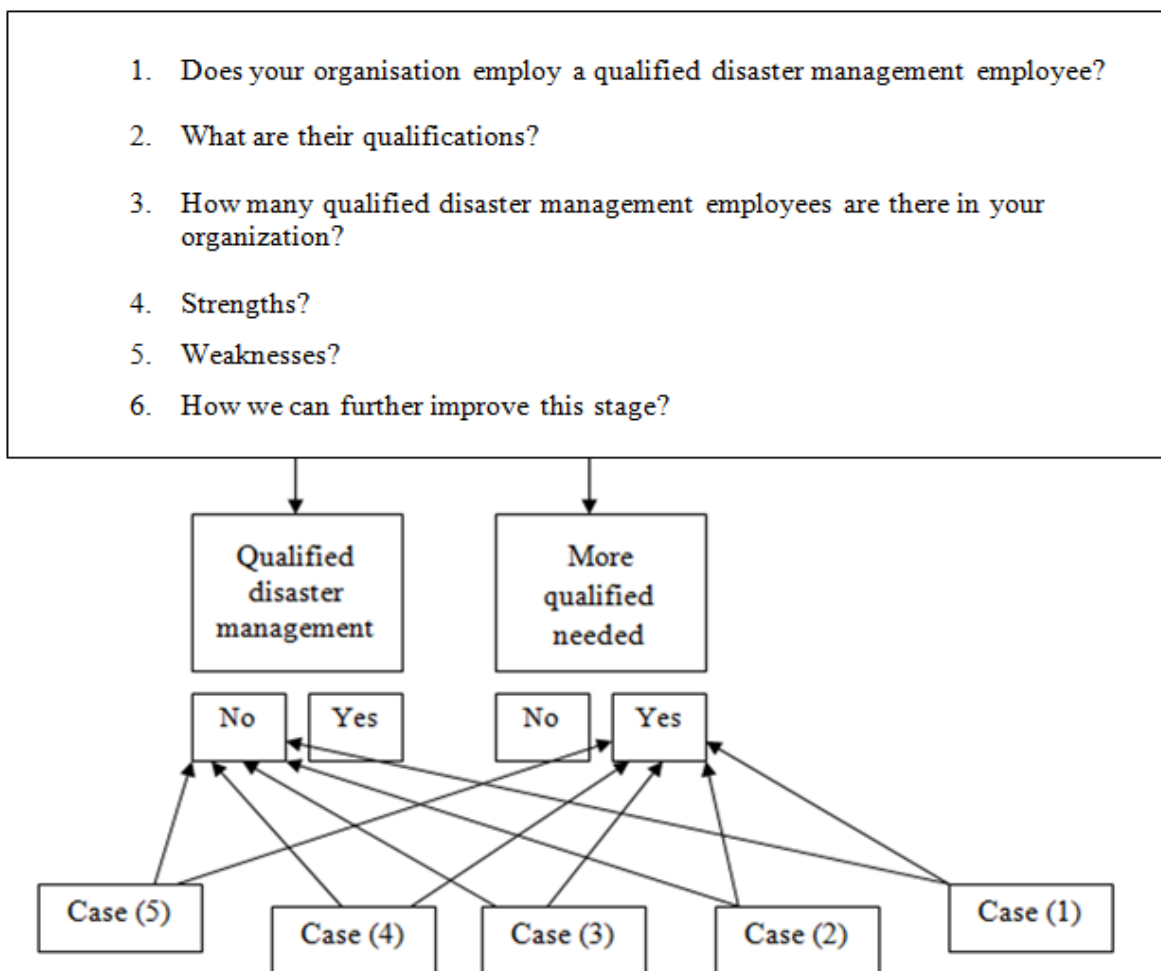 1. Does your organisation employ a qualified disaster management employee?
2. What are their qualifications?
3. How many qualified disaster management employees are there in your
organization?
4. Strengths?
5. Weaknesses?
6. How we can further improve this stage?
Qualified
disaster
management
More
qualified
needed
No
Yes
No
Yes
Case (5)
Case (4)
Case (3)
Case (2)
Case (1)